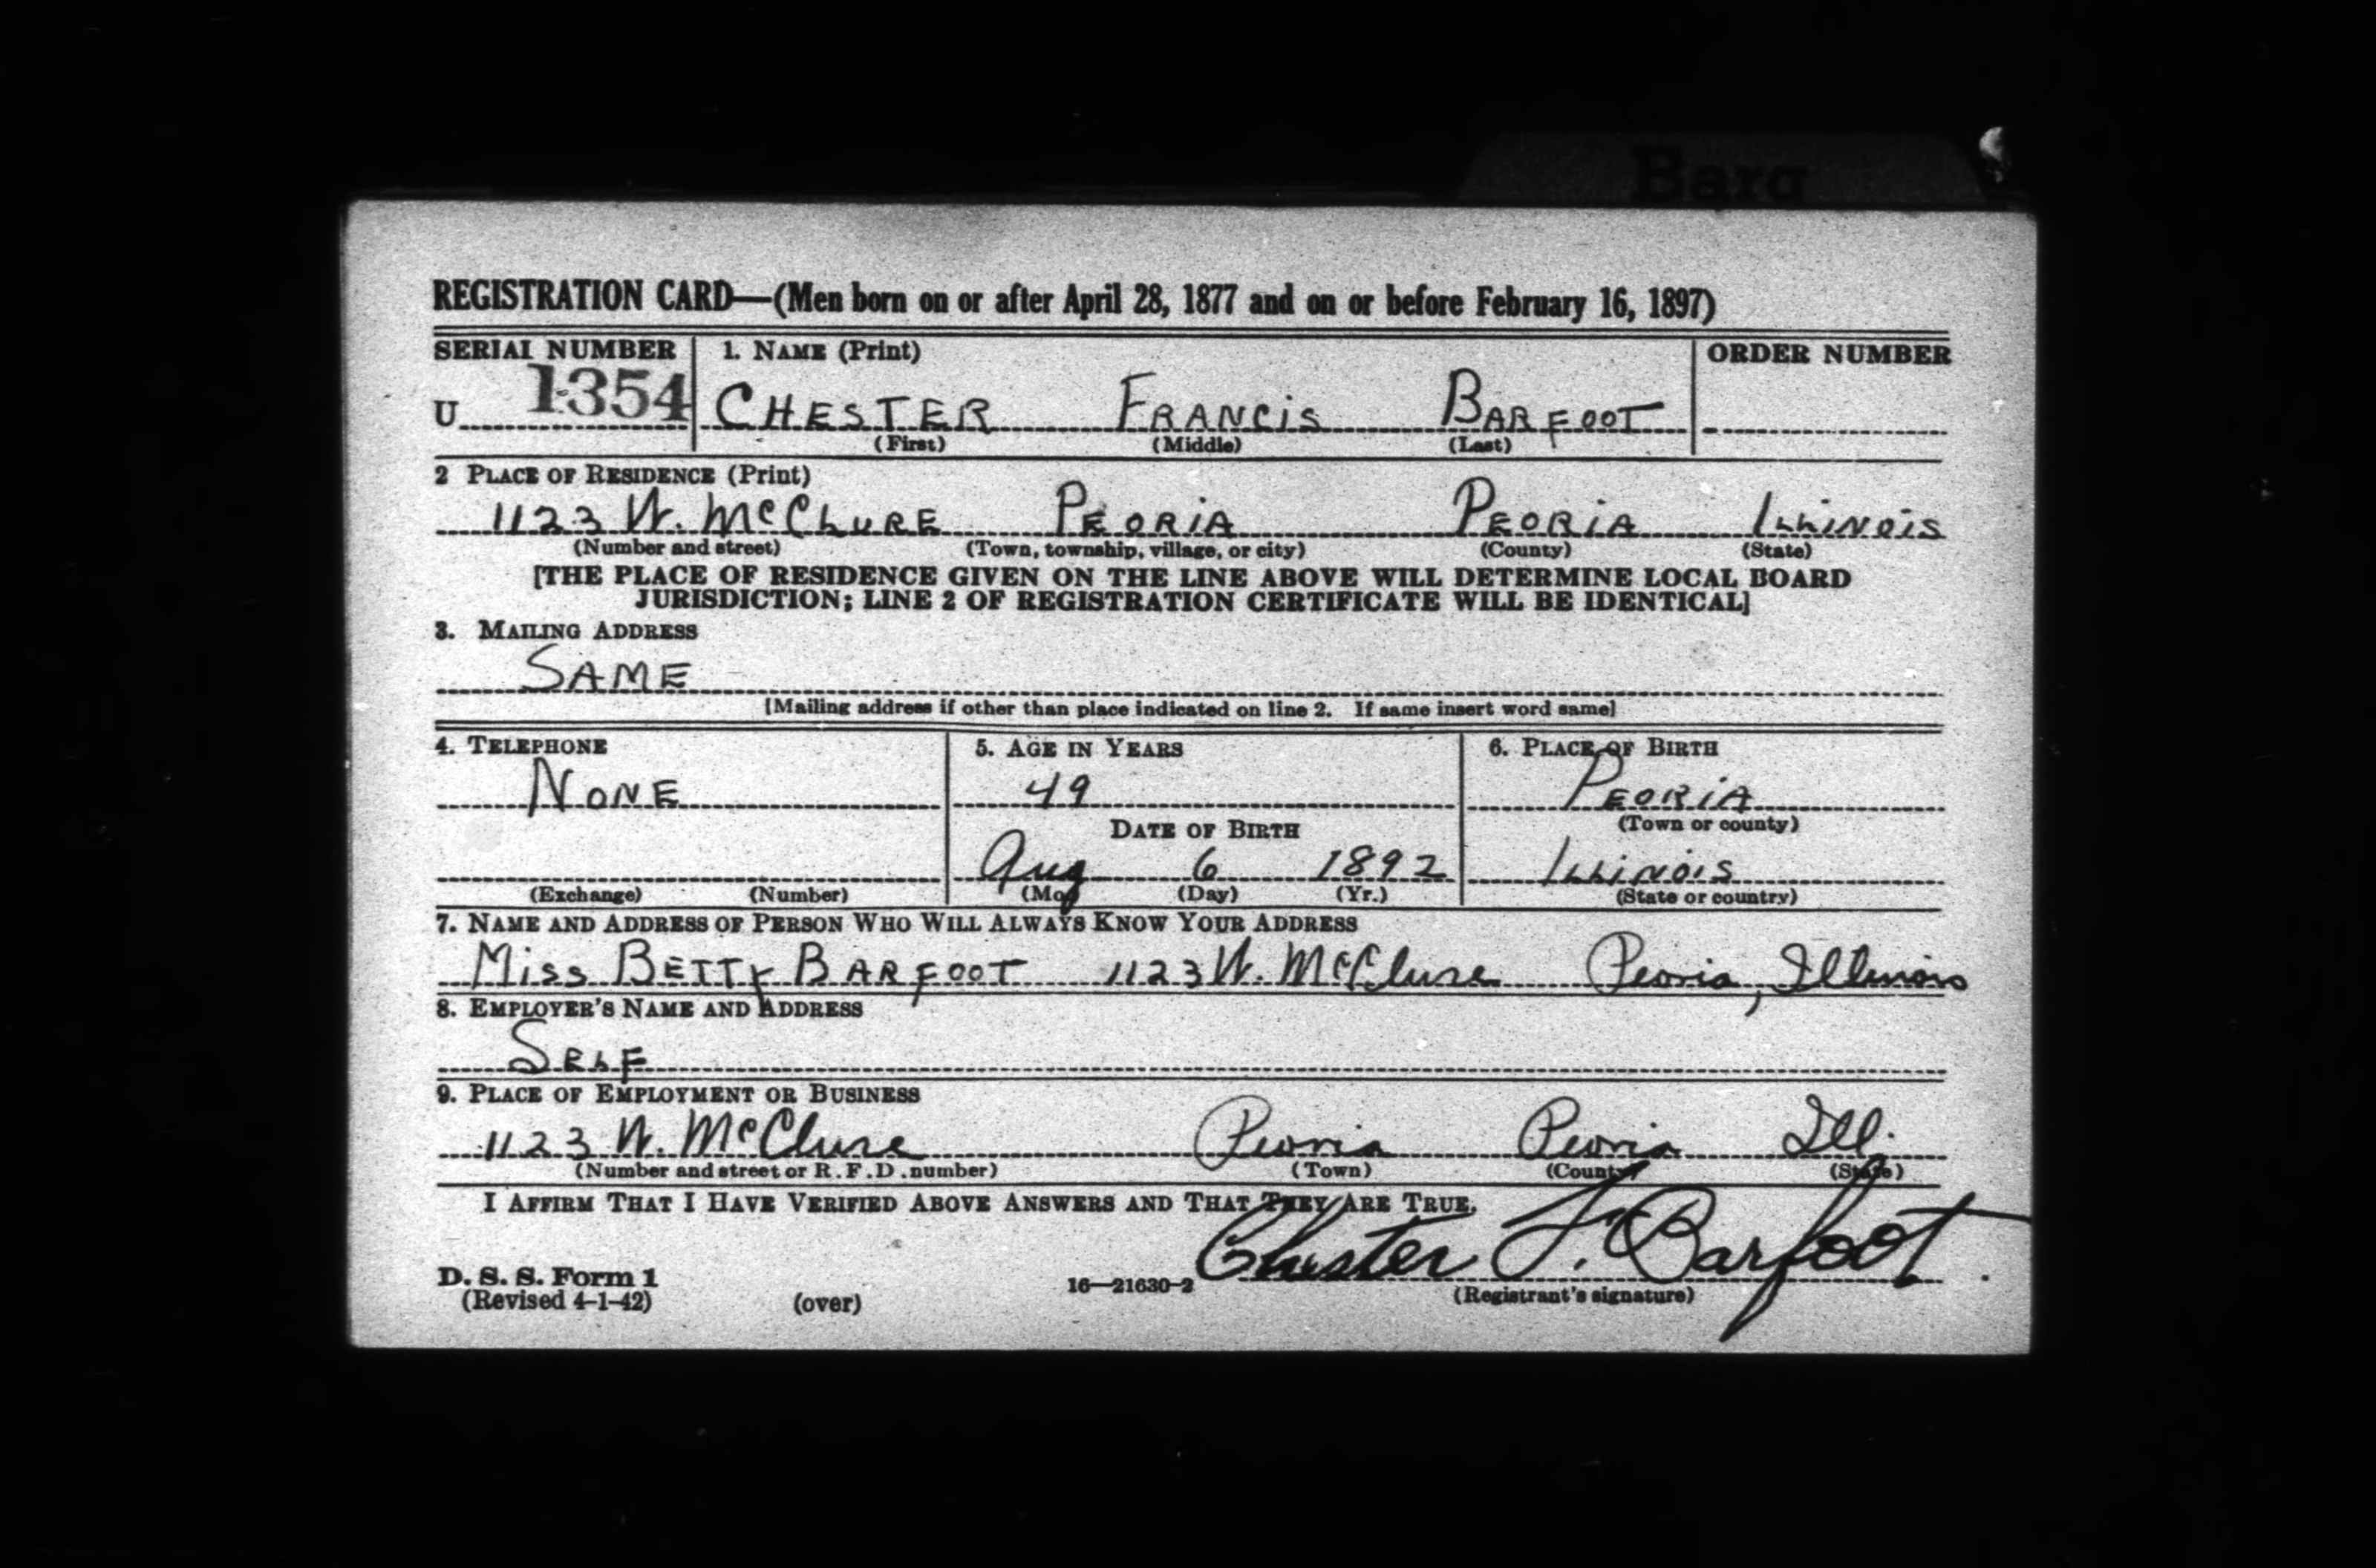 Barg
REGISTRATION CARD—(Men born on or after April 28, 1877 and on or before February 16, 1897)
SERIAL NUMBER 1. NAME (Print) ORDER NUMBER
U 1354 CHESTER FRANCIS BARFOOT
(First) (Middle) (Last)
2 PLACE OF RESIDENCE (Print)
1123 W. McCLURE PEORIA PEORIA ILLINOIS
(Number and street) (Town, township, village, or city) (County) (State)
[THE PLACE OF RESIDENCE GIVEN ON THE LINE ABOVE WILL DETERMINE LOCAL BOARD
JURISDICTION; LINE 2 OF REGISTRATION CERTIFICATE WILL BE IDENTICAL]
3. MAILING ADDRESS
SAME
[Mailing address if other than place indicated on line 2. If same insert word same]
4. TELEPHONE 5. AGE IN YEARS 6. PLACE OF BIRTH
NONE 49 PEORIA
DATE OF BIRTH (Town or county)
Aug 6 1892 ILLINOIS
(Exchange) (Number) (Mo.) (Day) (Yr.) (State or country)
7. NAME AND ADDRESS OF PERSON WHO WILL ALWAYS KNOW YOUR ADDRESS
MISS BETTY BARFOOT 1123 W. McClure Peoria, Illinois
8. EMPLOYER'S NAME AND ADDRESS
SELF
9. PLACE OF EMPLOYMENT OR BUSINESS
1123 W. McClure Peoria Peoria Ill.
(Number and street or R. F. D. number) (Town) (County) (State)
I AFFIRM THAT I HAVE VERIFIED ABOVE ANSWERS AND THAT THEY ARE TRUE.
Chester F. Barfoot
D. S. S. Form 1 16—21630-2
(Revised 4-1-42) (over) (Registrant's signature)